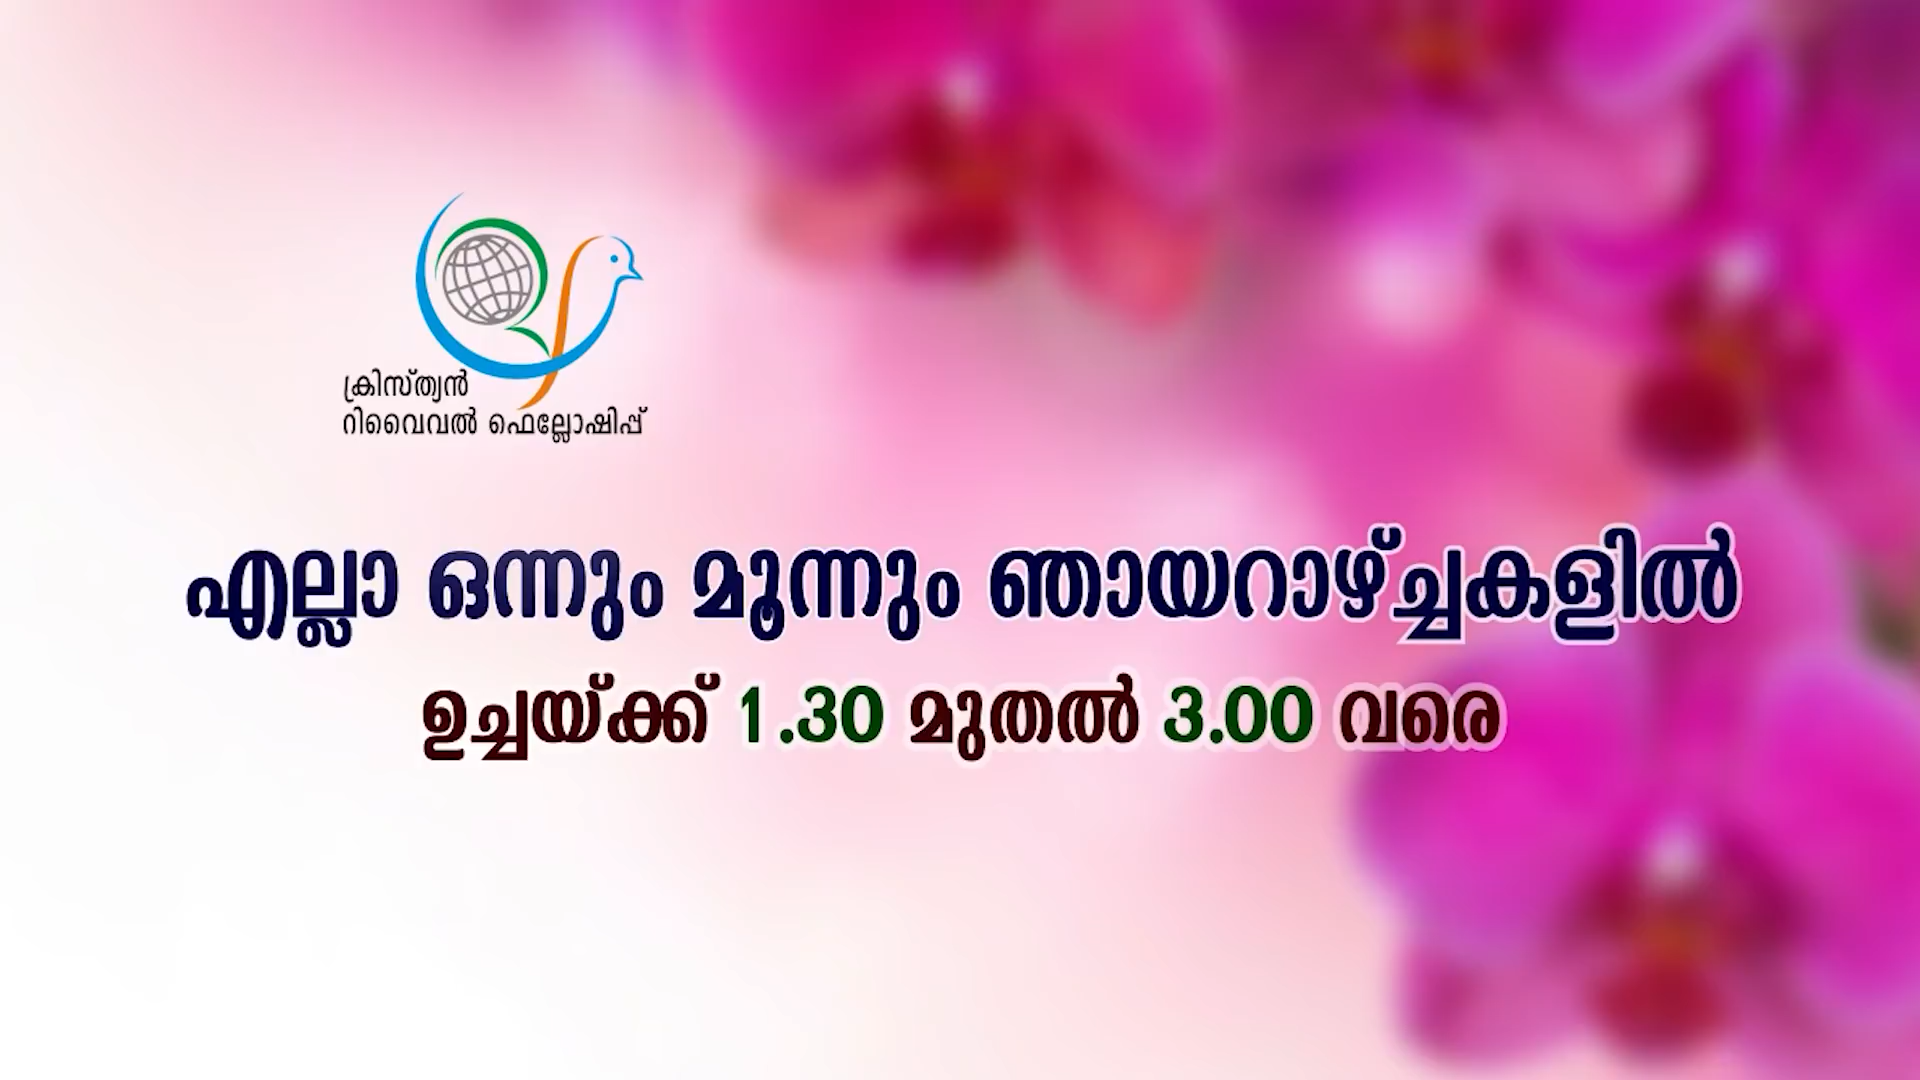 ക്രിസ്ത്യൻ
റിവൈവൽ ഫെല്ലോഷിപ്പ്
എല്ലാ ഒന്നും മൂന്നും ഞായറാഴ്ച്ചകളിൽ
ഉച്ചയ്ക്ക് 1.30 മുതൽ 3.00 വരെ